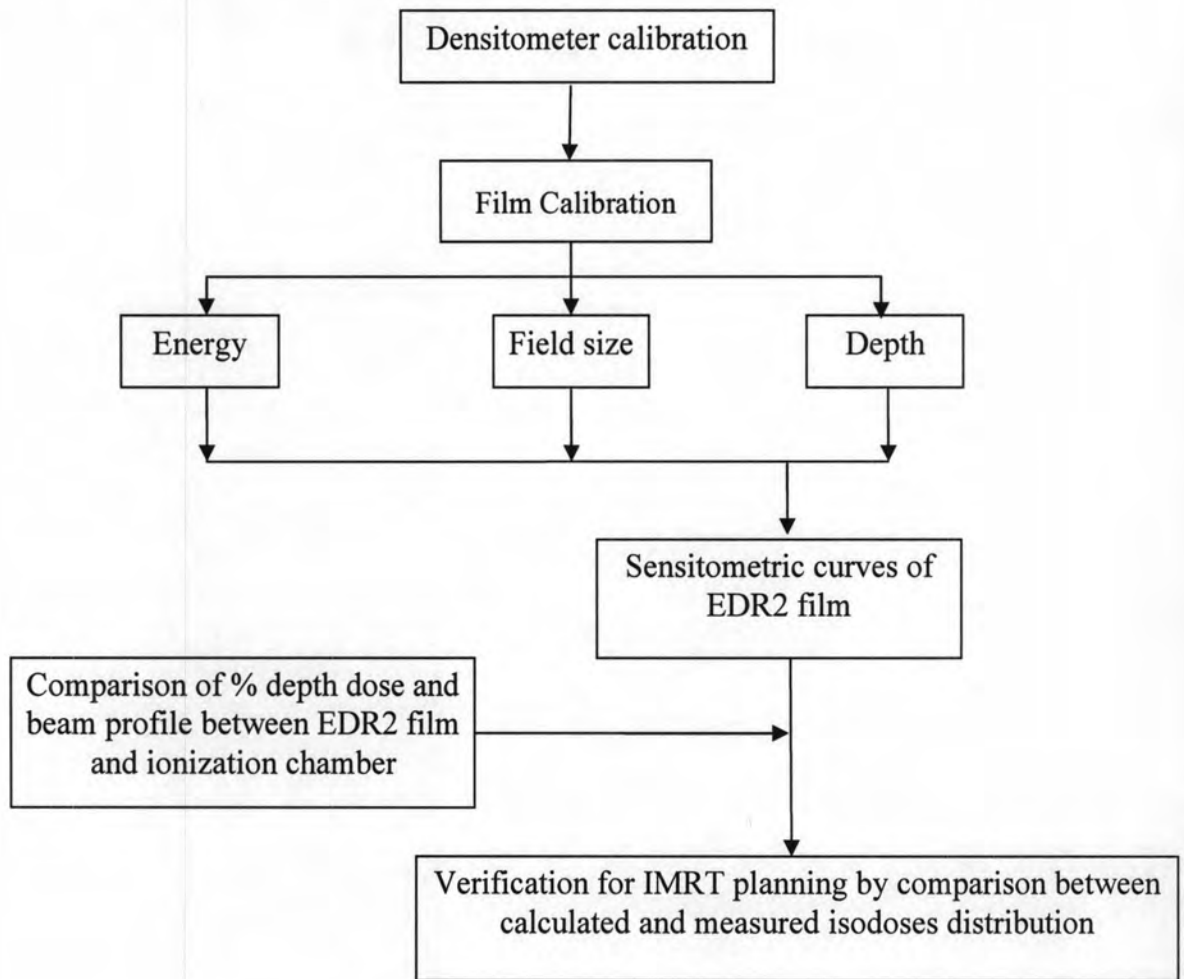 Densitometer calibration
Film Calibration
Energy
Field size
Depth
Sensitometric curves of
EDR2 film
Comparison of % depth dose and
beam profile between EDR2 film
and ionization chamber
Verification for IMRT planning by comparison between
calculated and measured isodoses distribution